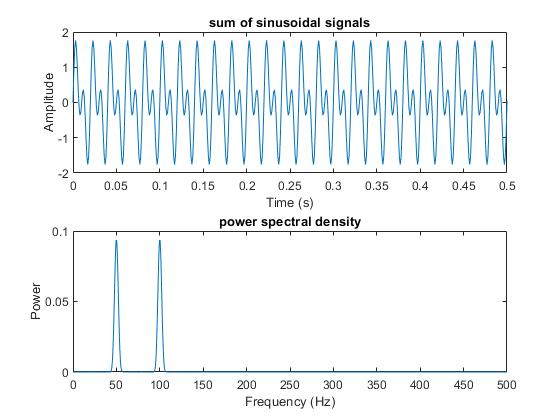 sum of sinusoidal signals
2
1
0
-1
-2
Amplitude
0 0.05 0.1 0.15 0.2 0.25 0.3 0.35 0.4 0.45 0.5
Time (s)
power spectral density
0.1
0.05
0
Power
0 50 100 150 200 250 300 350 400 450 500
Frequency (Hz)